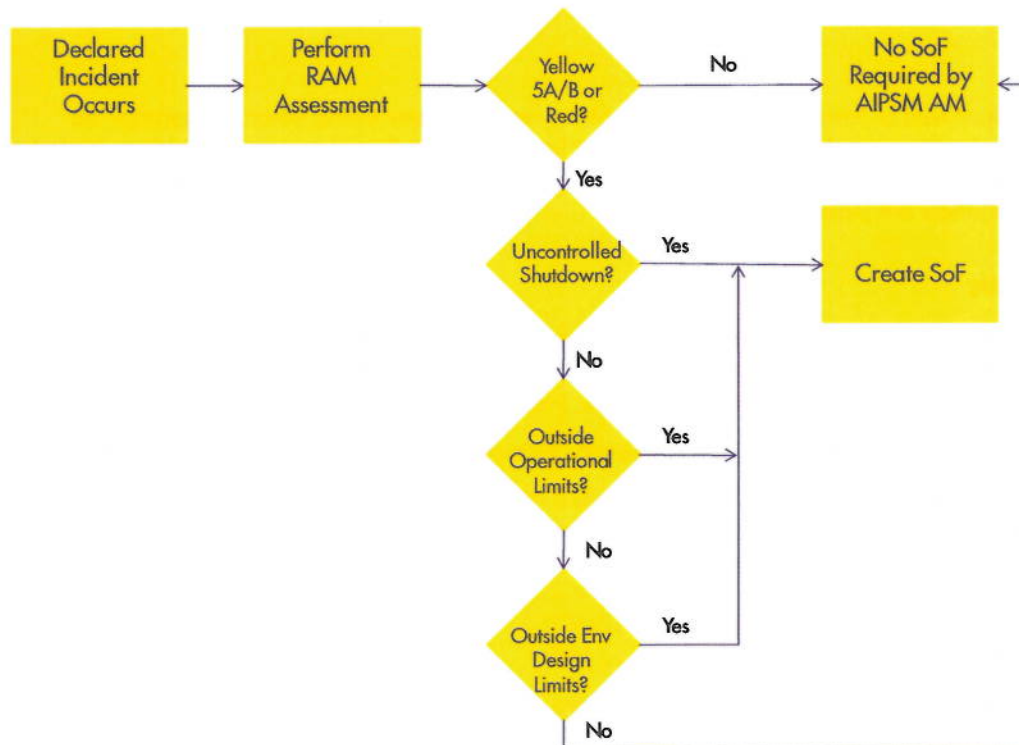 Declared
Incident
Occurs
Perform
RAM
Assessment
Yellow
5A/B or
Red?
No
No SoF
Required by
AIPSM AM
Yes
Uncontrolled
Shutdown?
Yes
Create SoF
No
Outside
Operational
Limits?
Yes
No
Outside Env
Design
Limits?
Yes
No